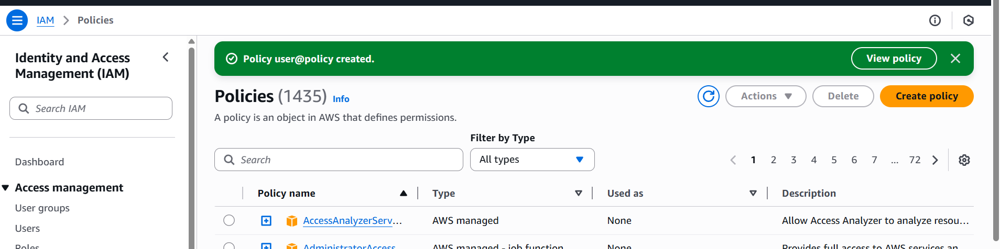 IAM > Policies
Identity and Access
Management (IAM)
Search IAM
Dashboard
Access management
User groups
Users
Roles
Policy user@policy created.
View policy
Policies (1435) Info
Actions
Delete
Create policy
A policy is an object in AWS that defines permissions.
Filter by Type
Search
All types
1 2 3 4 5 6 7 ... 72
Policy name Type Used as Description
AccessAnalyzerServ... AWS managed None Allow Access Analyzer to analyze resou...
AdministratorAccess AWS managed - job function None Provides full access to AWS services an